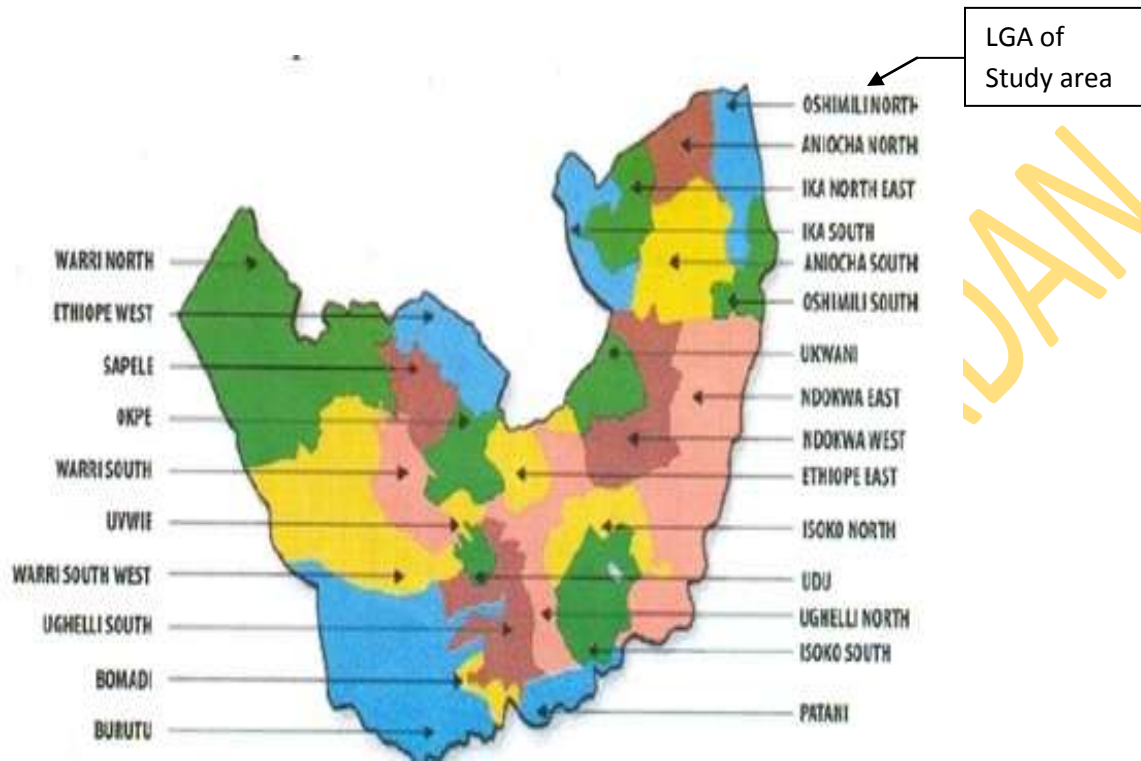 LGA of
Study area
OSHIMILI NORTH
ANIOCHA NORTH
IKA NORTH EAST
IKA SOUTH
ANIOCHA SOUTH
OSHIMILI SOUTH
UKWANI
NDOKWA EAST
NDOKWA WEST
ETHIOPE EAST
ISOKO NORTH
UDU
UGHELLI NORTH
ISOKO SOUTH
PATANI
WARRI NORTH
ETHIOPE WEST
SAPELE
OKPE
WARRI SOUTH
UVWIE
WARRI SOUTH WEST
UGHELLI SOUTH
BOMADI
BURUTU
DAN